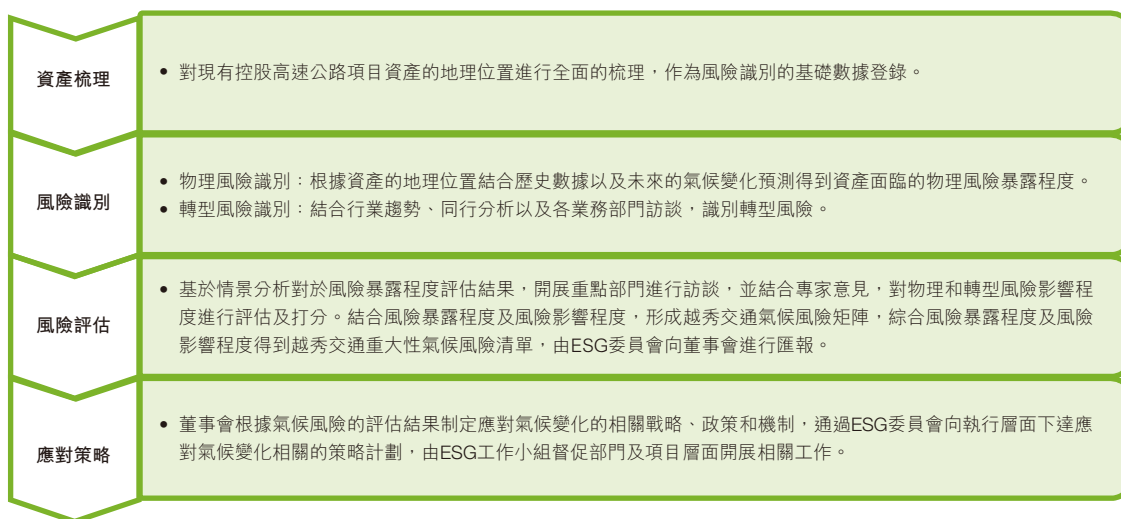 資產梳理
• 對現有控股高速公路項目資產的地理位置進行全面的梳理，作為風險識別的基礎數據登錄。
風險識別
• 物理風險識別：根據資產的地理位置結合歷史數據以及未來的氣候變化預測得到資產面臨的物理風險暴露程度。
• 轉型風險識別：結合行業趨勢、同行分析以及各業務部門訪談，識別轉型風險。
風險評估
• 基於情景分析對於風險暴露程度評估結果，開展重點部門進行訪談，並結合專家意見，對物理和轉型風險影響程
度進行評估及打分。結合風險暴露程度及風險影響程度，形成越秀交通氣候風險矩陣，綜合風險暴露程度及風險
影響程度得到越秀交通重大性氣候風險清單，由ESG委員會向董事會進行匯報。
應對策略
• 董事會根據氣候風險的評估結果制定應對氣候變化的相關戰略、政策和機制，通過ESG委員會向執行層面下達應
對氣候變化相關的策略計劃，由ESG工作小組督促部門及項目層面開展相關工作。